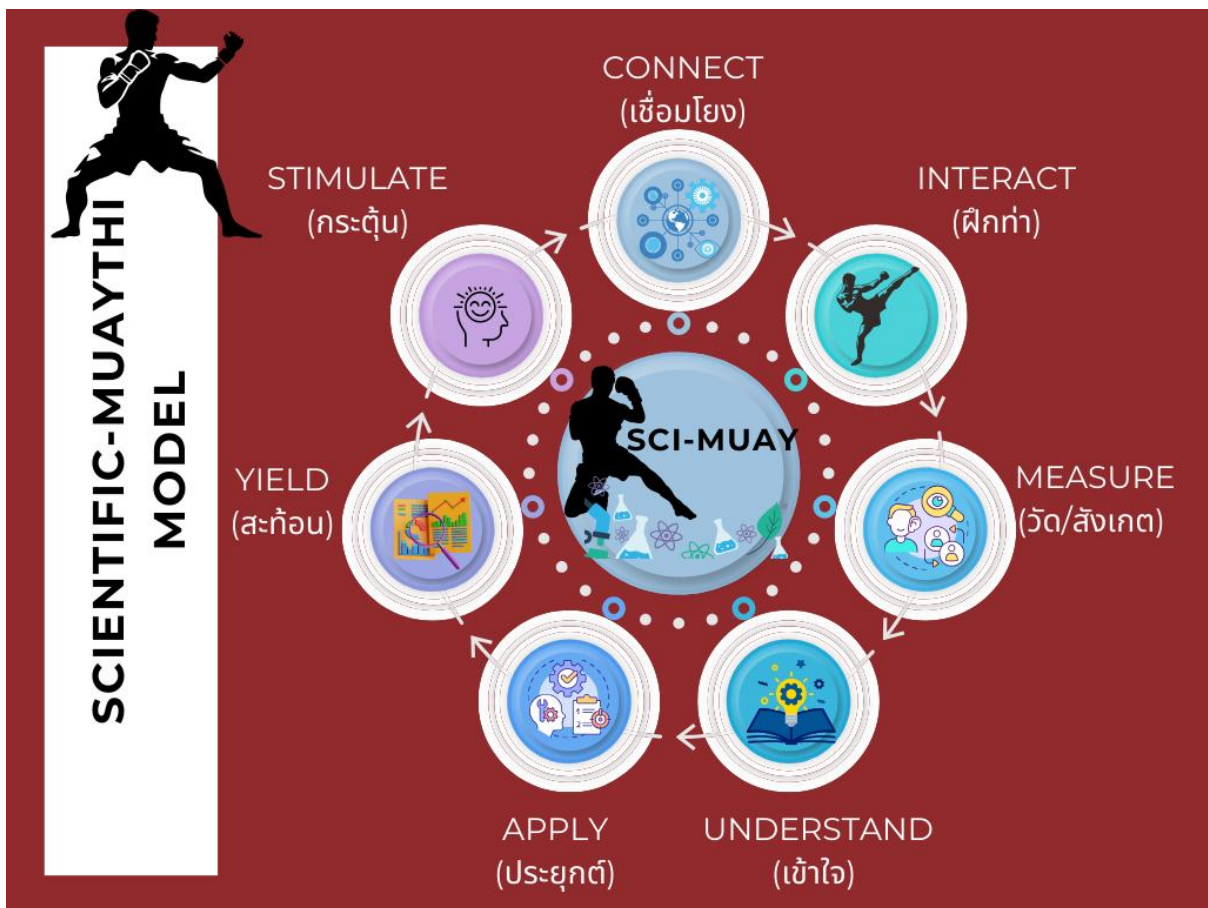 SCIENTIFIC-MUAYTHI
MODEL
CONNECT
(เชื่อมโยง)
STIMULATE
(กระตุ้น)
INTERACT
(ฝึกท่า)
SCI-MUAY
YIELD
(สะท้อน)
MEASURE
(วัด/สังเกต)
APPLY
(ประยุกต์)
UNDERSTAND
(เข้าใจ)